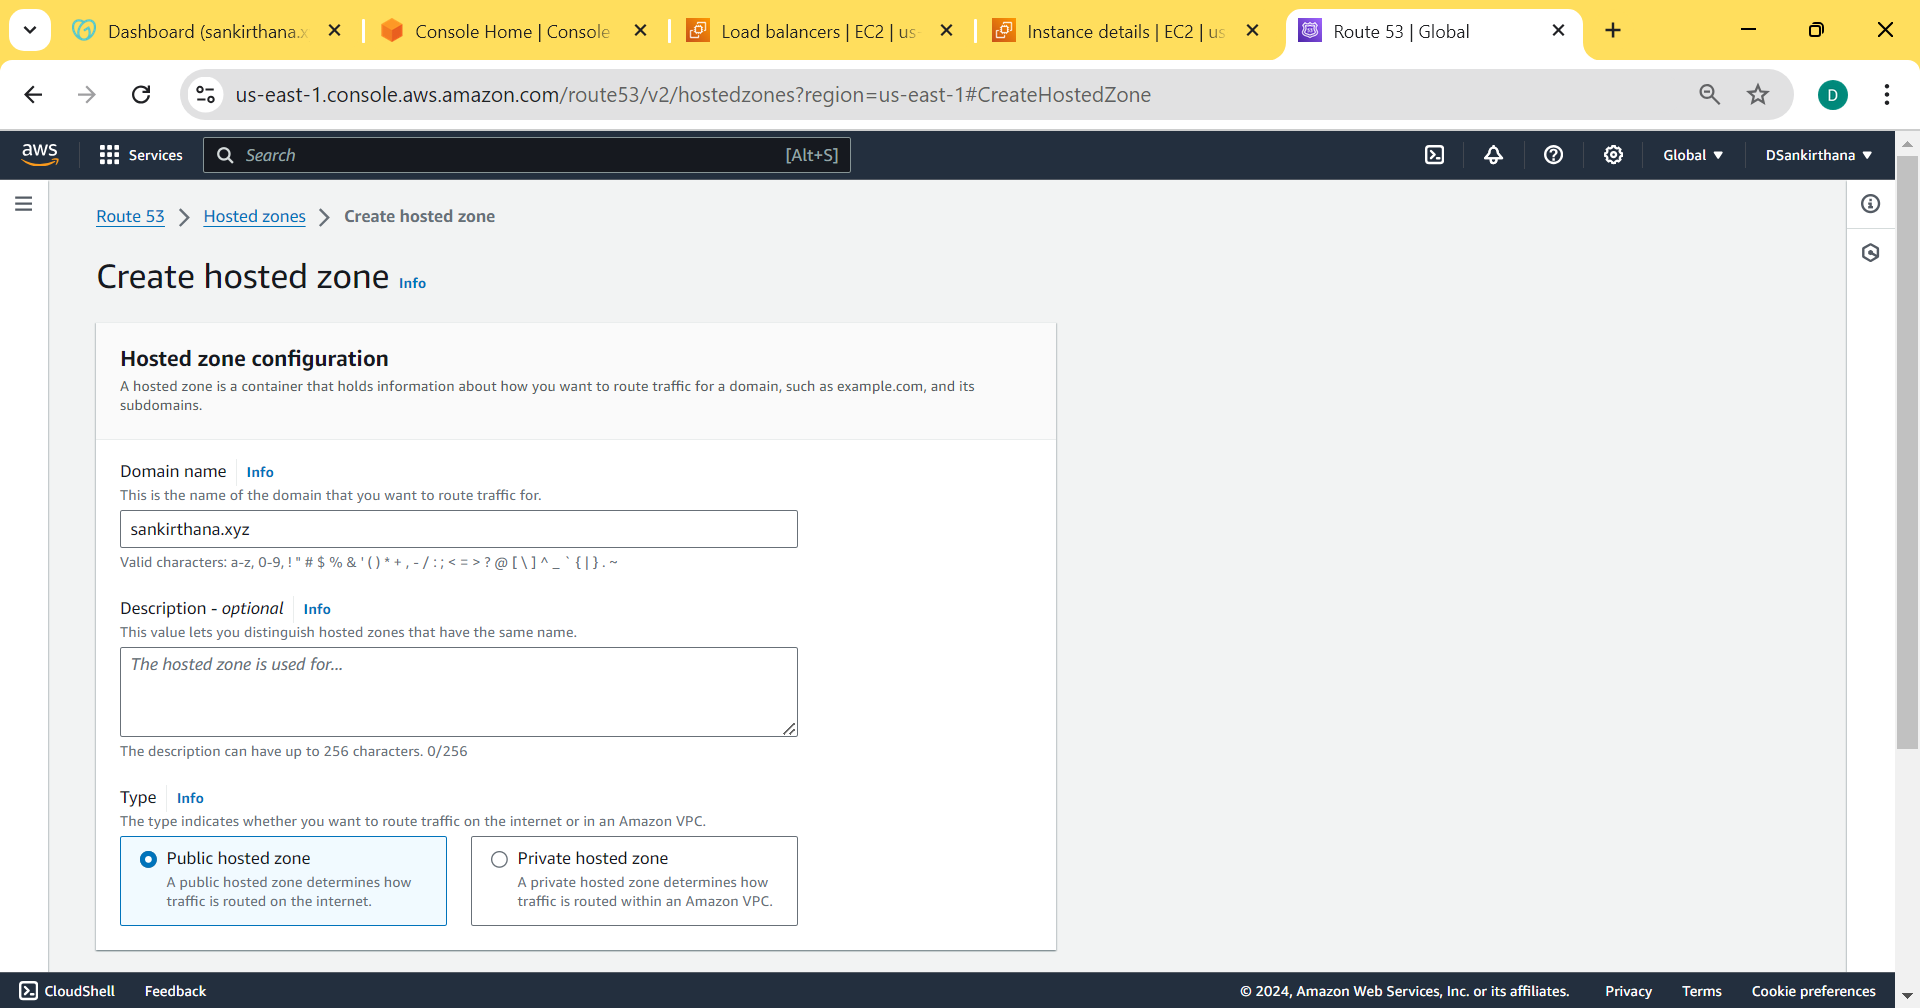 Dashboard (sankirthana.x
Console Home | Console
Load balancers | EC2 | us-
Instance details | EC2 | us
Route 53 | Global
us-east-1.console.aws.amazon.com/route53/v2/hostedzones?region=us-east-1#CreateHostedZone
D
aws
Services
Search
[Alt+S]
Global
DSankirthana
Route 53
Hosted zones
Create hosted zone
Create hosted zone Info
Hosted zone configuration
A hosted zone is a container that holds information about how you want to route traffic for a domain, such as example.com, and its
subdomains.
Domain name Info
This is the name of the domain that you want to route traffic for.
sankirthana.xyz
Valid characters: a-z, 0-9, ! " # $ % & ' ( ) * + , - / : ; < = > ? @ [ \ ] ^ _ ` { | } . ~
Description - optional Info
This value lets you distinguish hosted zones that have the same name.
The hosted zone is used for...
The description can have up to 256 characters. 0/256
Type Info
The type indicates whether you want to route traffic on the internet or in an Amazon VPC.
Public hosted zone
A public hosted zone determines how
traffic is routed on the internet.
Private hosted zone
A private hosted zone determines how
traffic is routed within an Amazon VPC.
CloudShell
Feedback
© 2024, Amazon Web Services, Inc. or its affiliates.
Privacy
Terms
Cookie preferences